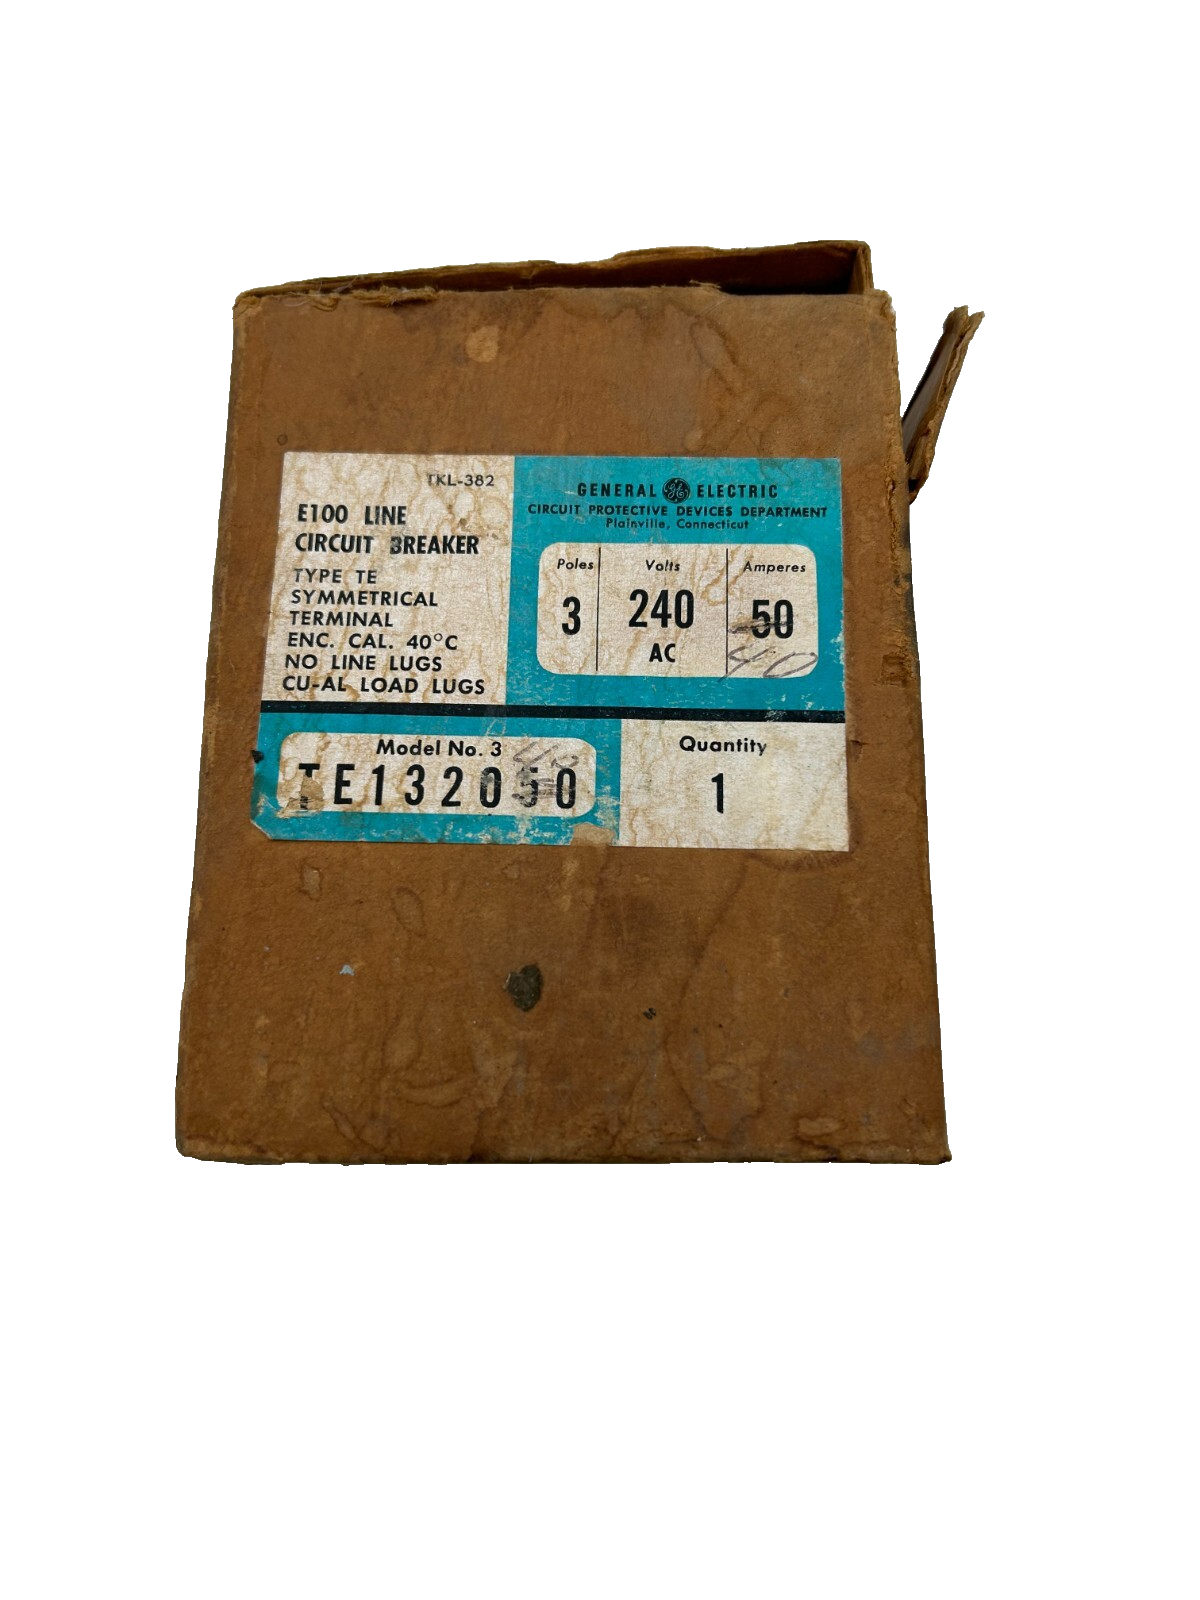 TKL-382
E100 LINE
CIRCUIT BREAKER
TYPE TE
SYMMETRICAL
TERMINAL
ENC. CAL. 40°C
NO LINE LUGS
CU-AL LOAD LUGS
GENERAL GE ELECTRIC
CIRCUIT PROTECTIVE DEVICES DEPARTMENT
Plainville, Connecticut
Poles Volts Amperes
3 240 50
AC 40
Model No. 3
TE132050
Quantity
1